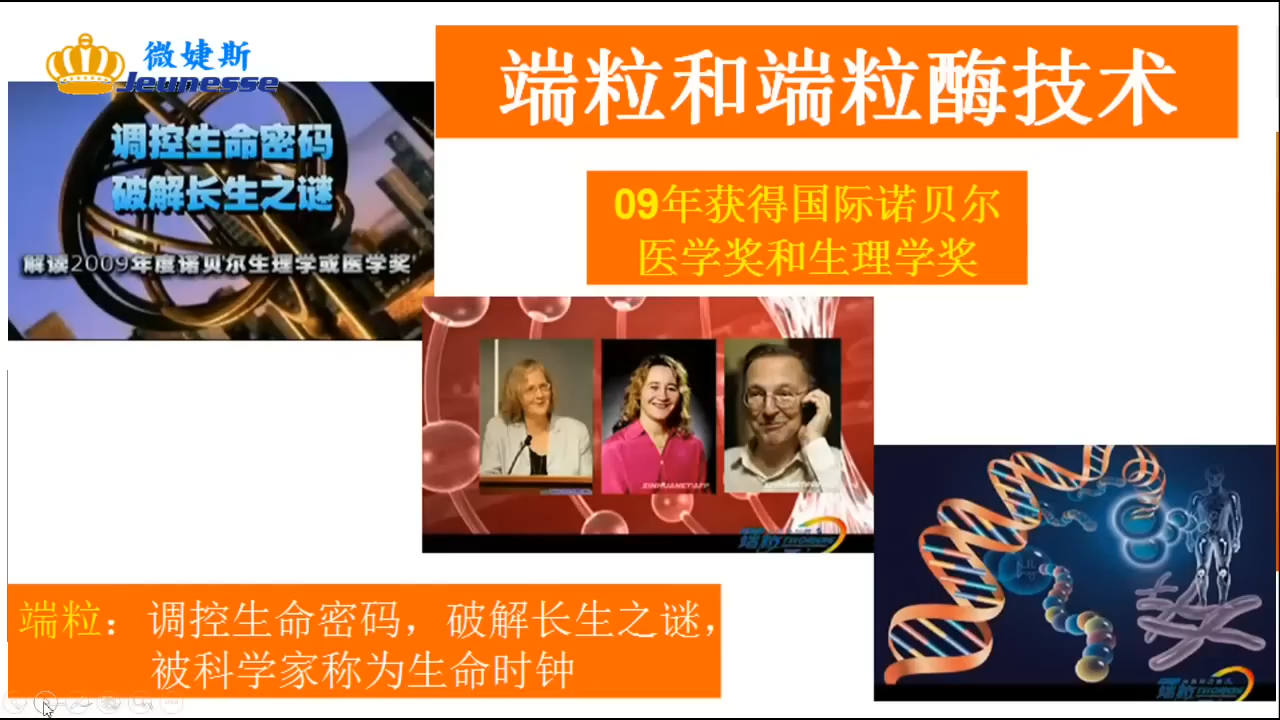 微婕斯
Jeunesse
端粒和端粒酶技术
调控生命密码
破解长生之谜
解读2009年度诺贝尔生理学或医学奖
09年获得国际诺贝尔
医学奖和生理学奖
端粒
端粒：调控生命密码，破解长生之谜，
被科学家称为生命时钟
端粒